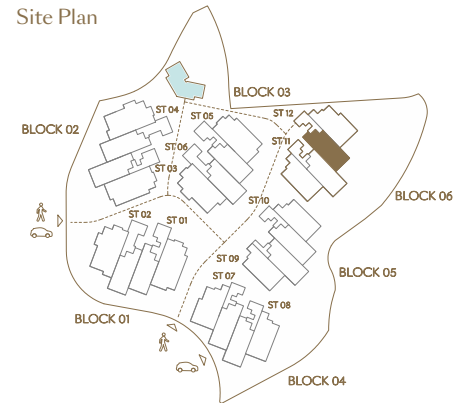 Site Plan
BLOCK 03
ST 04
ST 05
ST 12
BLOCK 02
ST 11
ST 06
ST 03
BLOCK 06
ST 10
ST 02
ST 01
ST 09
BLOCK 05
ST 07
ST 08
BLOCK 01
BLOCK 04